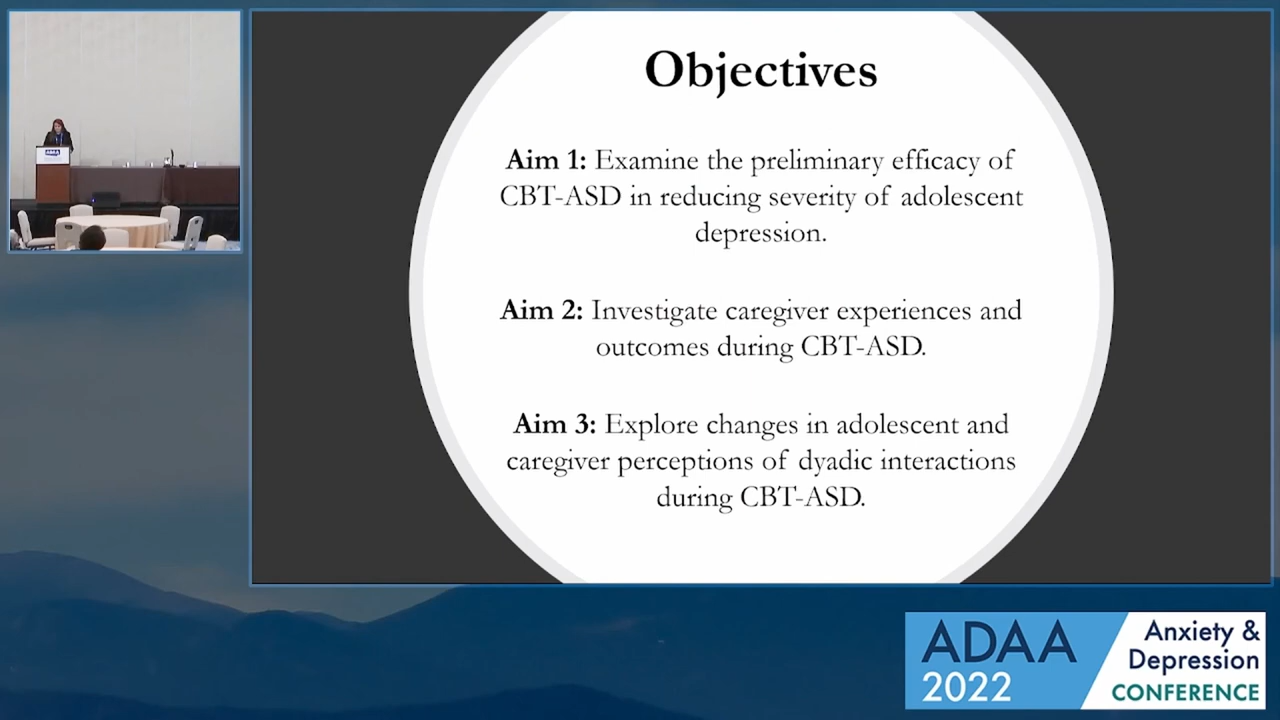 Objectives
Aim 1: Examine the preliminary efficacy of
CBT-ASD in reducing severity of adolescent
depression.
Aim 2: Investigate caregiver experiences and
outcomes during CBT-ASD.
Aim 3: Explore changes in adolescent and
caregiver perceptions of dyadic interactions
during CBT-ASD.
ADAA
2022
Anxiety &
Depression
CONFERENCE